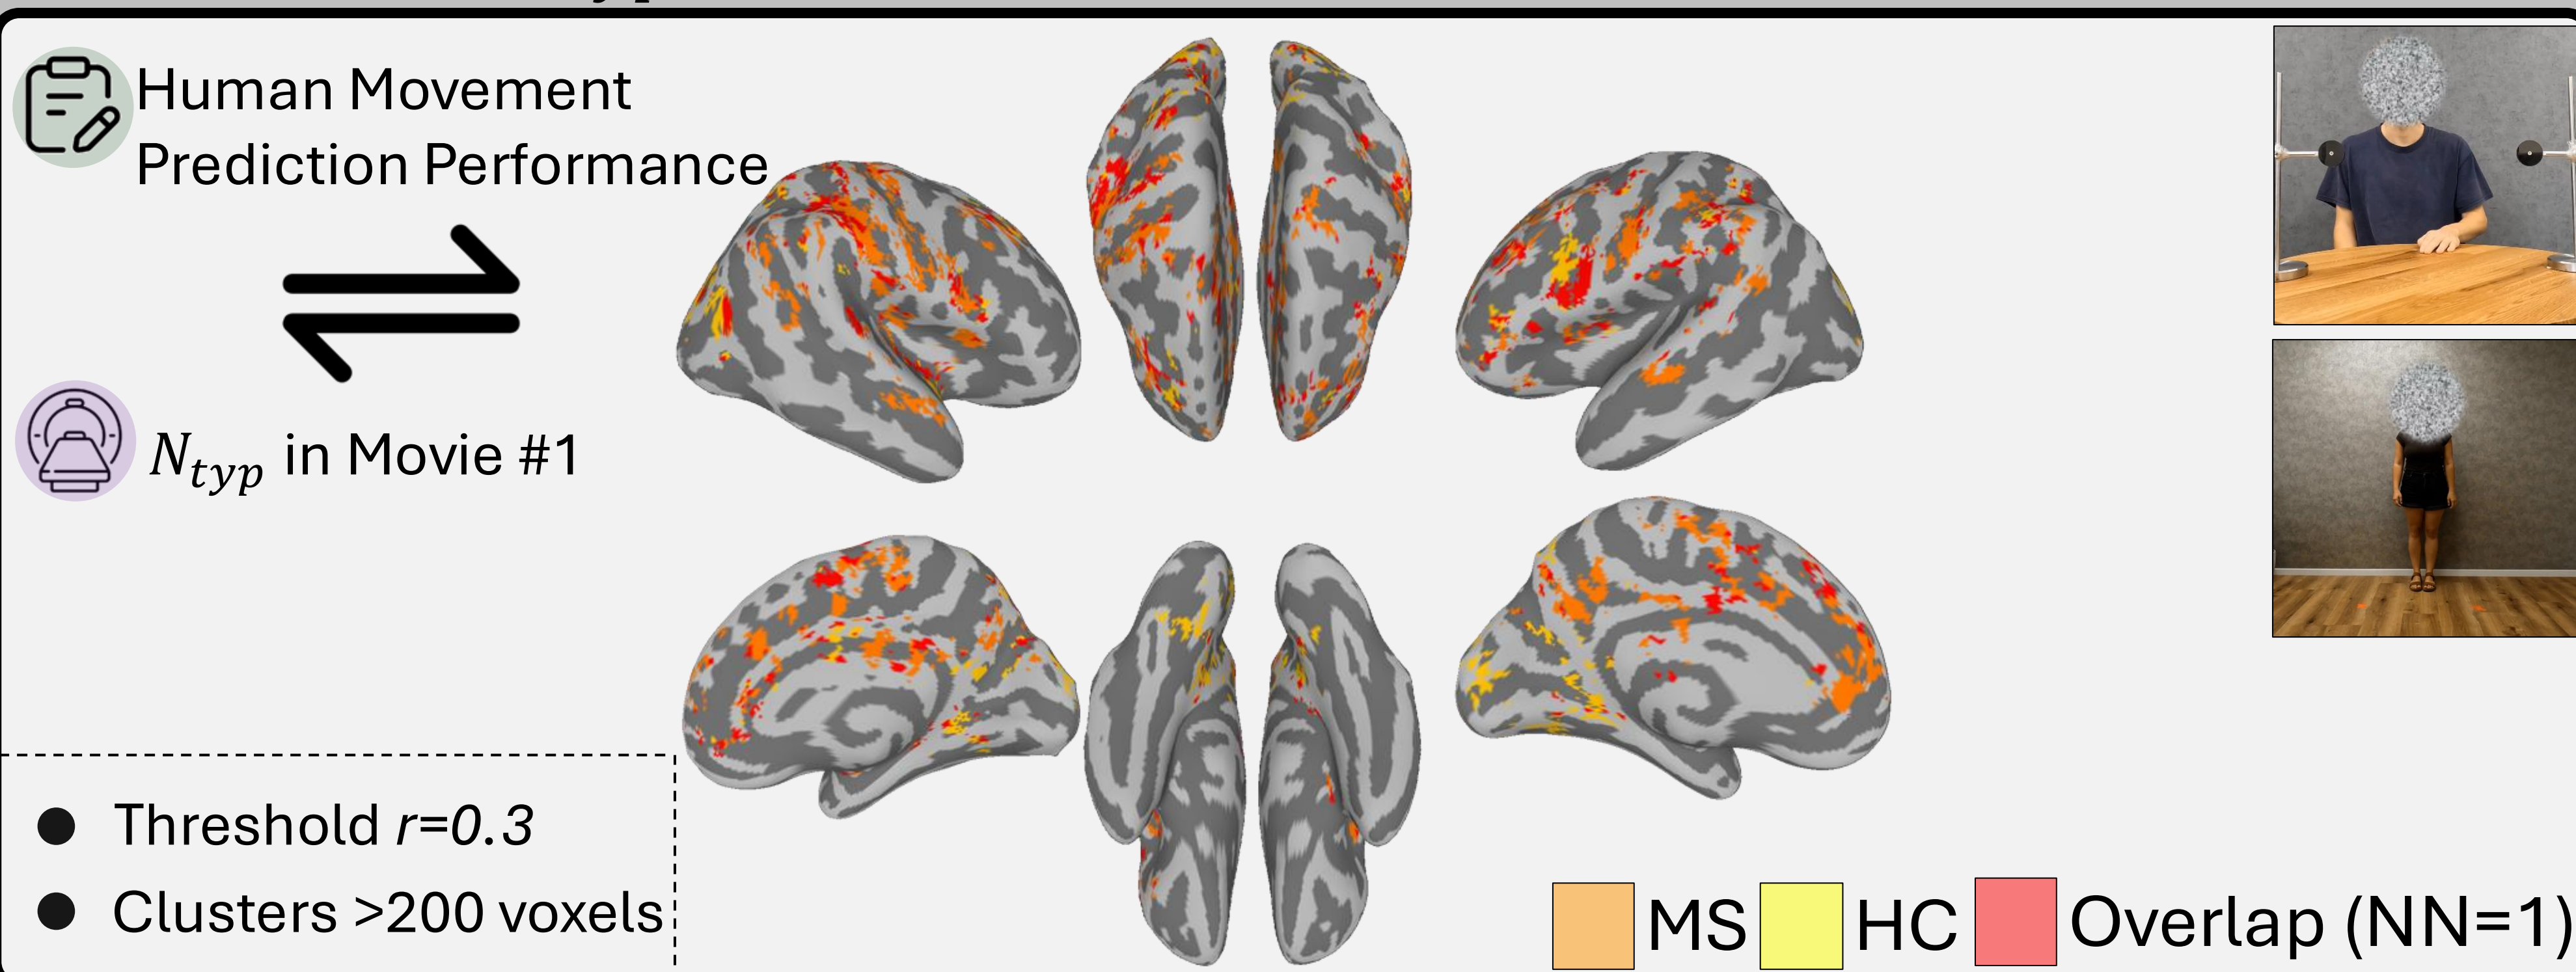 Human Movement
Prediction Performance
N_typ in Movie #1
● Threshold r=0.3
● Clusters >200 voxels
MS HC Overlap (NN=1)